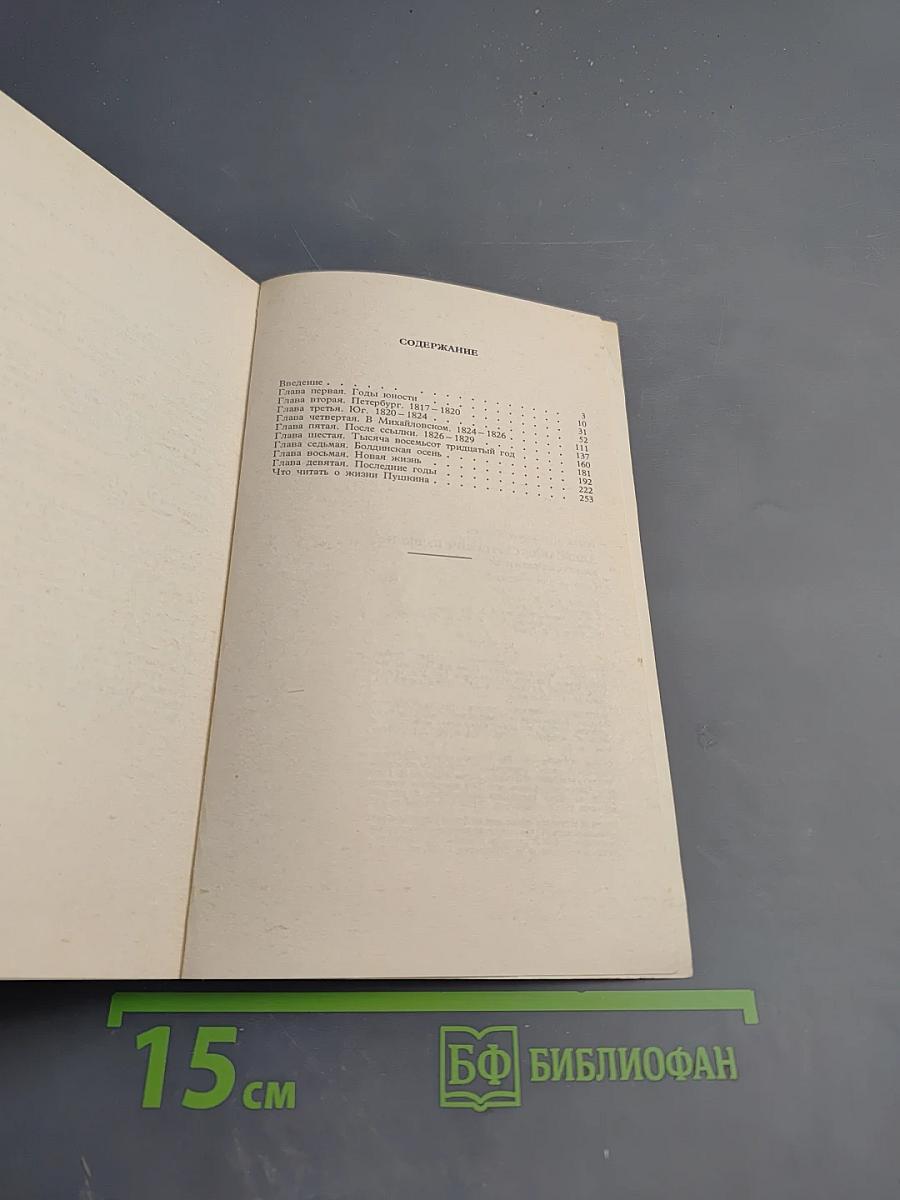 СОДЕРЖАНИЕ
Введение . . . . . . . . . . . . . . . . 3
Глава первая. Годы юности . . . . . . . . . . 10
Глава вторая. Петербург. 1817—1820 . . . . . . . . 31
Глава третья. Юг. 1820—1824 . . . . . . . . . . 52
Глава четвертая. В Михайловском. 1824—1826 . . . . . 111
Глава пятая. После ссылки. 1826—1829 . . . . . . . 137
Глава шестая. Тысяча восемьсот тридцатый год . . . . 160
Глава седьмая. Болдинская осень . . . . . . . . . 181
Глава восьмая. Новая жизнь . . . . . . . . . . 192
Глава девятая. Последние годы . . . . . . . . . 222
Что читать о жизни Пушкина . . . . . . . . . . 253
15 см
БФ БИБЛИОФАН